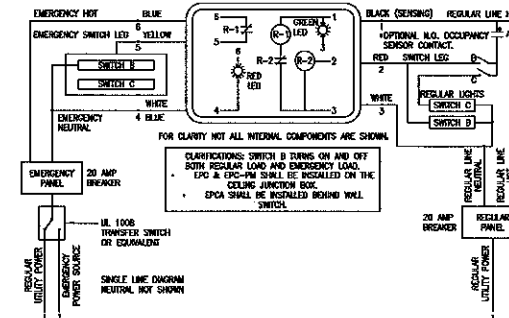 EMERGENCY HOT BLUE
6
EMERGENCY SWITCH LEG YELLOW
5
SWITCH B
SWITCH C
WHITE
EMERGENCY NEUTRAL
4 BLUE
6
5
R-1
6
RED LED
4
GREEN LED
1
R-1
R-2
R-2
2
3
BLACK (SENSING) REGULAR LINE
1
*OPTIONAL N.O. OCCUPANCY
SENSOR CONTACT.
RED SWITCH LEG B
2
C
REGULAR LIGHTS
SWITCH C
SWITCH B
WHITE
3
FOR CLARITY NOT ALL INTERNAL COMPONENTS ARE SHOWN.
CLARIFICATIONS: SWITCH B TURNS ON AND OFF
BOTH REGULAR LOAD AND EMERGENCY LOAD.
• EPC & EPC-PM SHALL BE INSTALLED ON THE
CEILING JUNCTION BOX.
• EPCA SHALL BE INSTALLED BEHIND WALL
SWITCH.
EMERGENCY
PANEL
20 AMP
BREAKER
UL 1008
TRANSFER SWITCH
OR EQUIVALENT
REGULAR
UTILITY POWER
EMERGENCY
POWER SOURCE
SINGLE LINE DIAGRAM
NEUTRAL NOT SHOWN
REGULAR LINE
NEUTRAL
REGULAR LINE
20 AMP
BREAKER
REGULAR
PANEL
REGULAR
UTILITY POWER